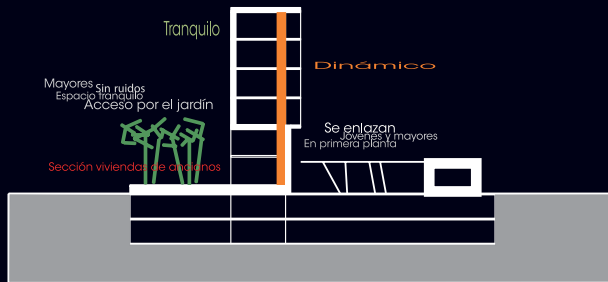 Tranquilo
Dinámico
Mayores
Sin ruidos
Espacio tranquilo
Acceso por el jardín
Se enlazan
Jóvenes y mayores
En primera planta
Sección viviendas de ancianos